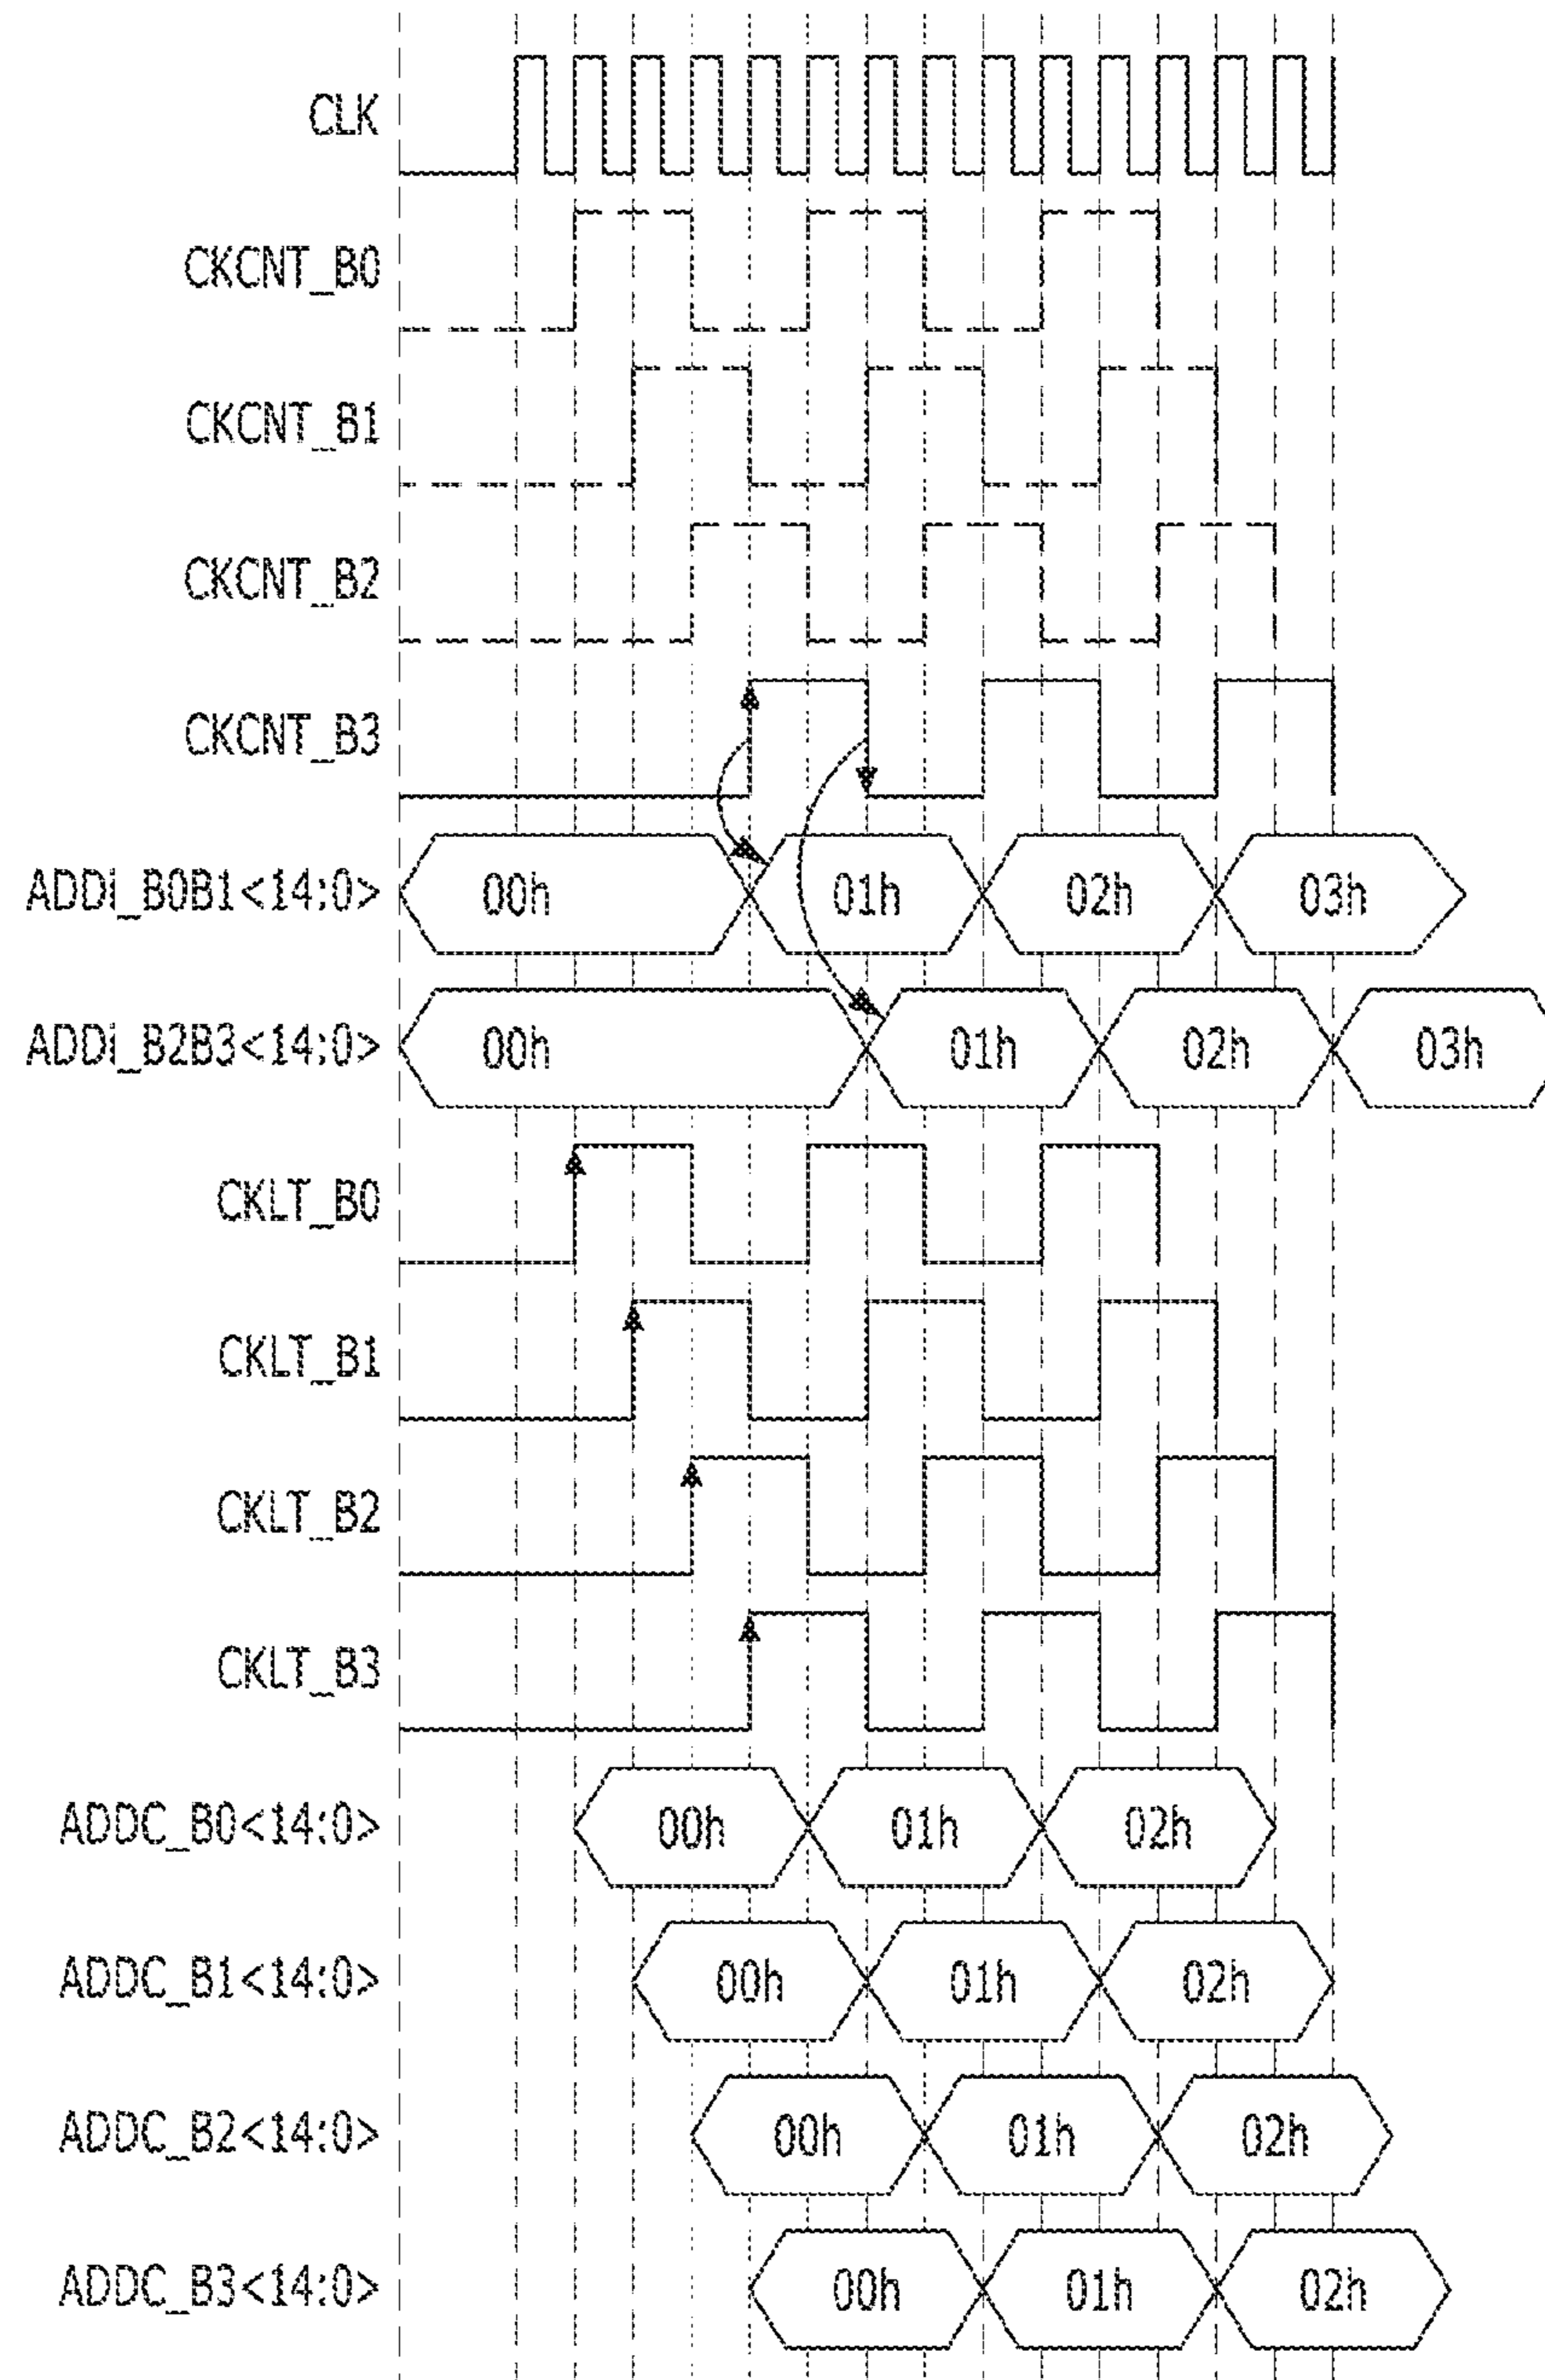 CLK
CKCNT_B0
CKCNT_B1
CKCNT_B2
CKCNT_B3
ADDi_B0B1<14:0> 00h 01h 02h 03h
ADDi_B2B3<14:0> 00h 01h 02h 03h
CKLT_B0
CKLT_B1
CKLT_B2
CKLT_B3
ADDC_B0<14:0> 00h 01h 02h
ADDC_B1<14:0> 00h 01h 02h
ADDC_B2<14:0> 00h 01h 02h
ADDC_B3<14:0> 00h 01h 02h